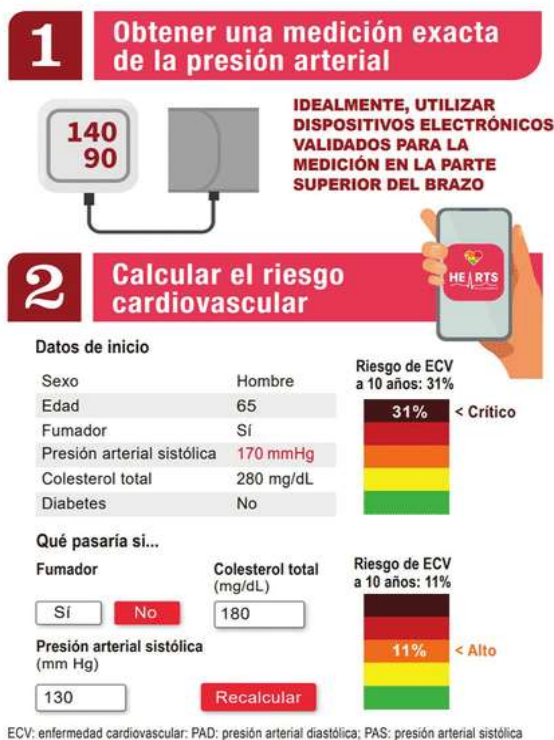 1
Obtener una medición exacta
de la presión arterial
140
90
IDEALMENTE, UTILIZAR
DISPOSITIVOS ELECTRÓNICOS
VALIDADOS PARA LA
MEDICIÓN EN LA PARTE
SUPERIOR DEL BRAZO
2
Calcular el riesgo
cardiovascular
HEARTS
Datos de inicio
Sexo Hombre
Edad 65
Fumador Sí
Presión arterial sistólica 170 mmHg
Colesterol total 280 mg/dL
Diabetes No
Riesgo de ECV
a 10 años: 31%
31% < Crítico
Qué pasaría si...
Fumador
Sí No
Colesterol total
(mg/dL)
180
Presión arterial sistólica
(mm Hg)
130
Recalcular
Riesgo de ECV
a 10 años: 11%
11% < Alto
ECV: enfermedad cardiovascular: PAD: presión arterial diastólica; PAS: presión arterial sistólica